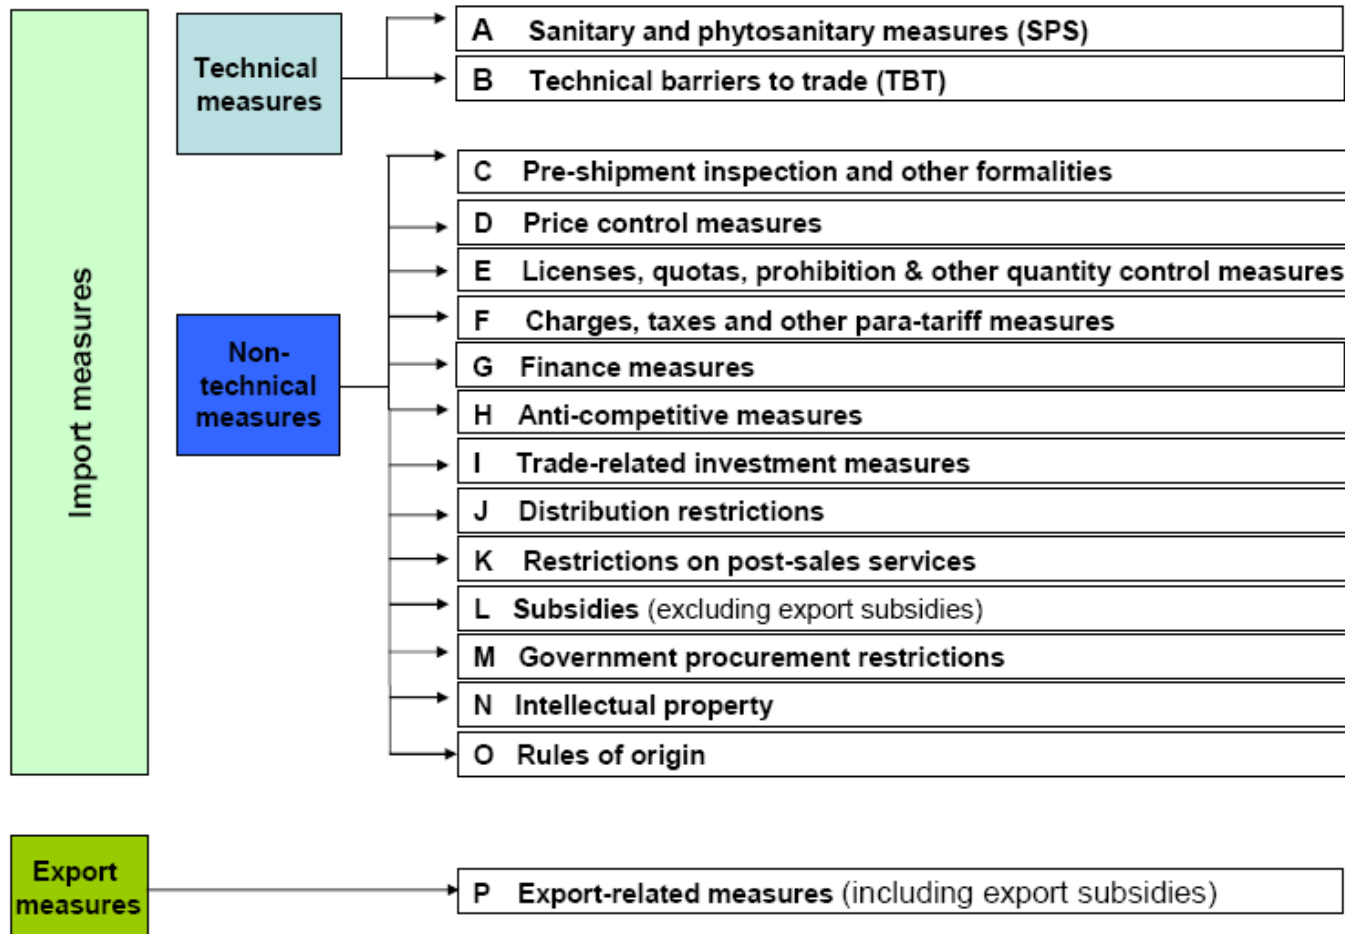 Import measures
Technical
measures
A Sanitary and phytosanitary measures (SPS)
B Technical barriers to trade (TBT)
Non-
technical
measures
C Pre-shipment inspection and other formalities
D Price control measures
E Licenses, quotas, prohibition & other quantity control measures
F Charges, taxes and other para-tariff measures
G Finance measures
H Anti-competitive measures
I Trade-related investment measures
J Distribution restrictions
K Restrictions on post-sales services
L Subsidies (excluding export subsidies)
M Government procurement restrictions
N Intellectual property
O Rules of origin
Export
measures
P Export-related measures (including export subsidies)